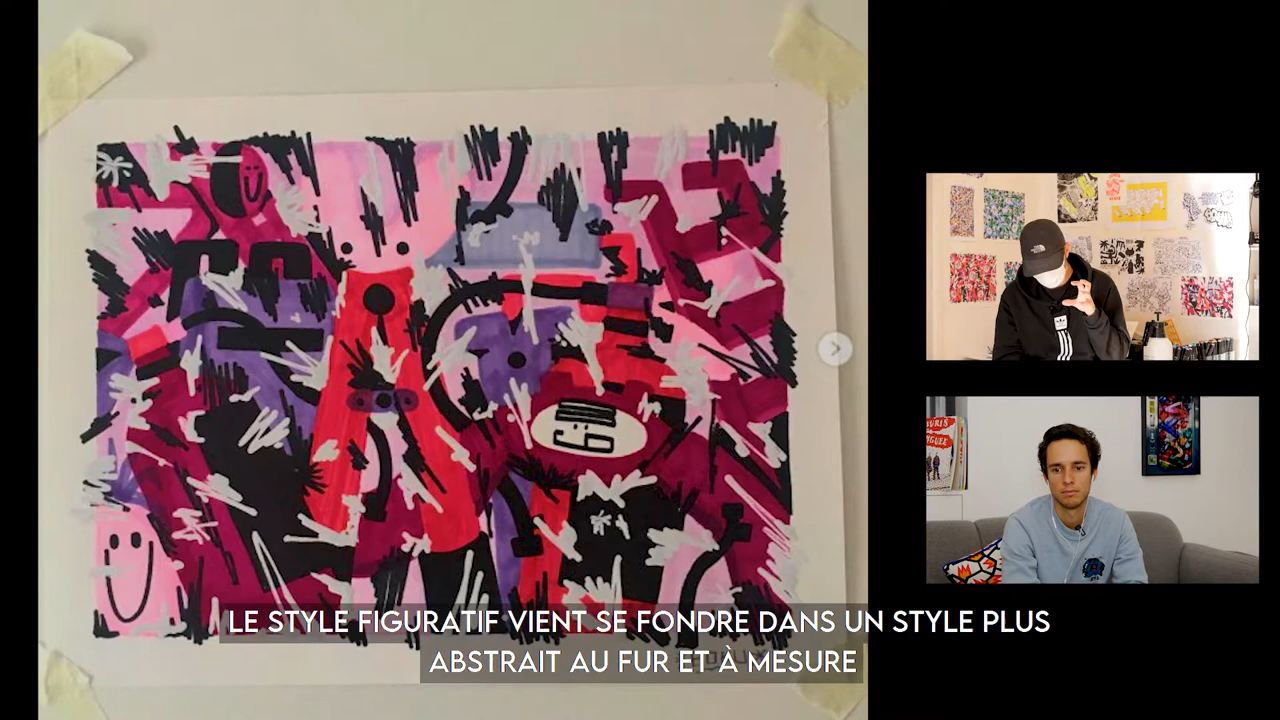 LE STYLE FIGURATIF VIENT SE FONDRE DANS UN STYLE PLUS
ABSTRAIT AU FUR ET À MESURE